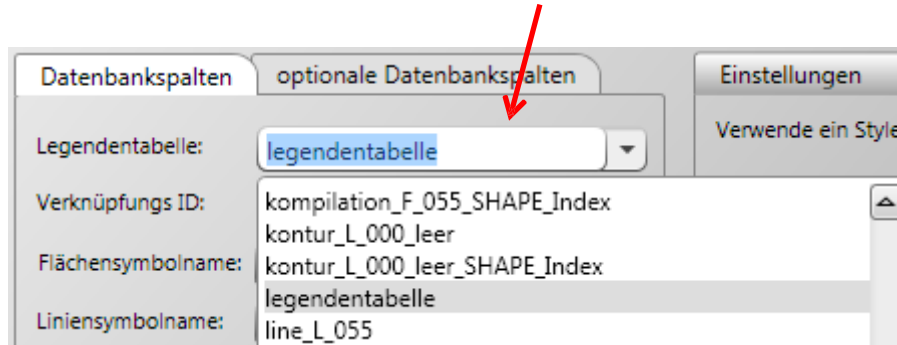 Datenbankspalten optionale Datenbankspalten Einstellungen
Legendentabelle: legendentabelle Verwende ein Style
Verknüpfungs ID: kompilation_F_055_SHAPE_Index
kontur_L_000_leer
Flächensymbolname: kontur_L_000_leer_SHAPE_Index
legendentabelle
Liniensymbolname: line_L_055